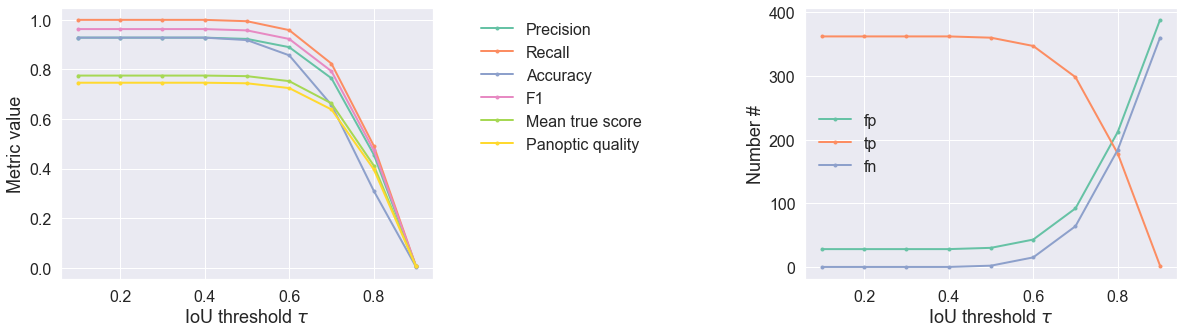 1.0
0.8
0.6
0.4
0.2
0.0
Metric value
0.2 0.4 0.6 0.8
IoU threshold τ
Precision
Recall
Accuracy
F1
Mean true score
Panoptic quality
400
300
200
100
0
Number #
fp
tp
fn
0.2 0.4 0.6 0.8
IoU threshold τ